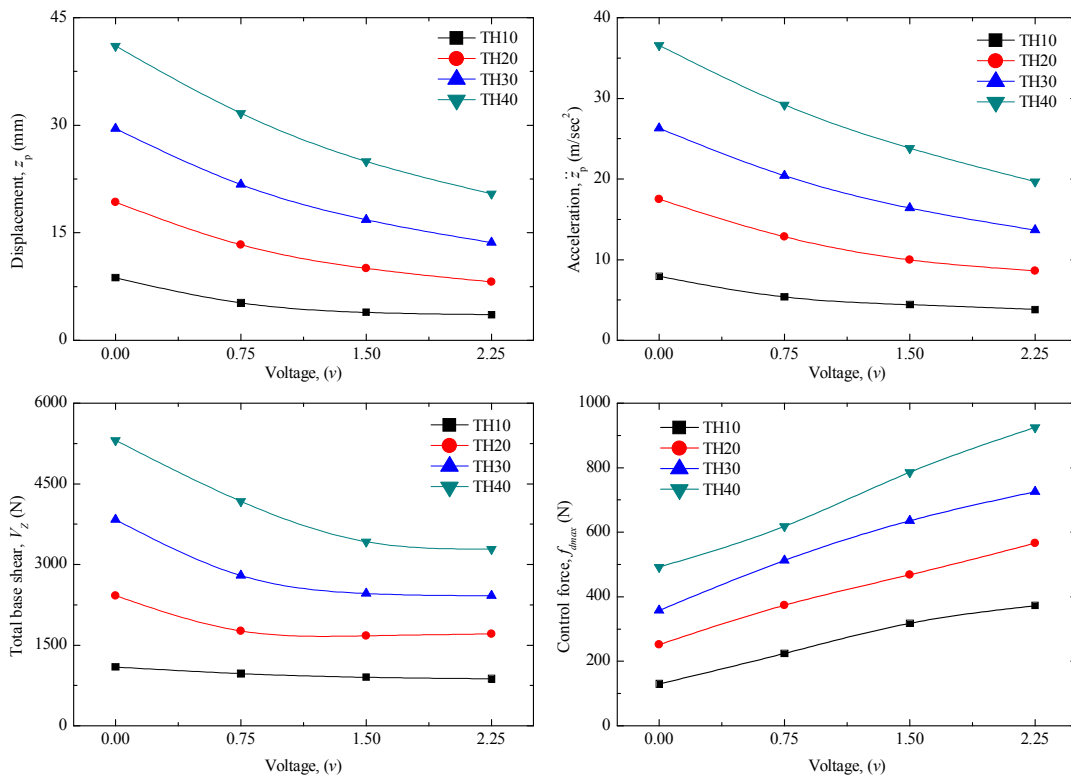 45
30
15
0
Displacement, z_p (mm)
TH10
TH20
TH30
TH40
0.00 0.75 1.50 2.25
Voltage, (v)
40
30
20
10
0
Acceleration, z̈_p (m/sec²)
TH10
TH20
TH30
TH40
0.00 0.75 1.50 2.25
Voltage, (v)
6000
4500
3000
1500
0
Total base shear, V_Z (N)
TH10
TH20
TH30
TH40
0.00 0.75 1.50 2.25
Voltage, (v)
1000
800
600
400
200
0
Control force, f_dmax (N)
TH10
TH20
TH30
TH40
0.00 0.75 1.50 2.25
Voltage, (v)